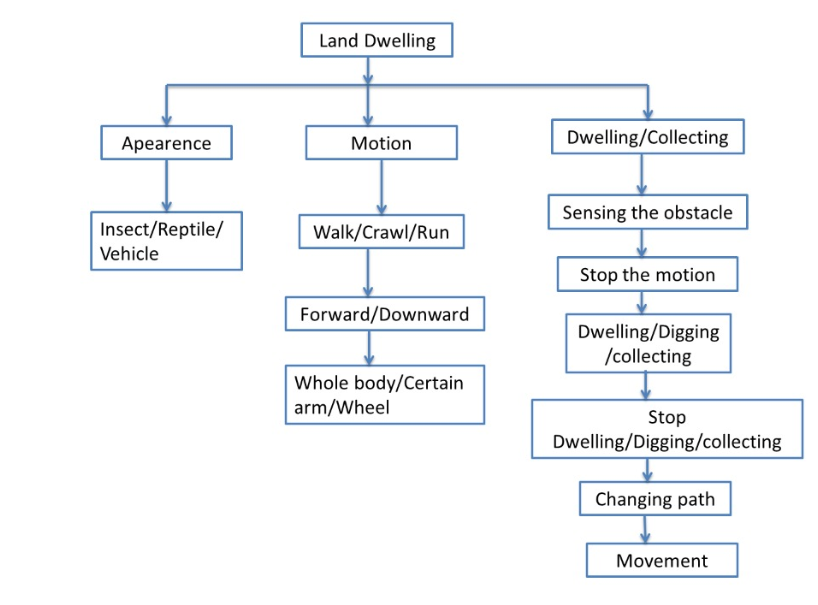 Land Dwelling
Apearence
Motion
Dwelling/Collecting
Insect/Reptile/
Vehicle
Walk/Crawl/Run
Forward/Downward
Whole body/Certain
arm/Wheel
Sensing the obstacle
Stop the motion
Dwelling/Digging
/collecting
Stop
Dwelling/Digging/collecting
Changing path
Movement